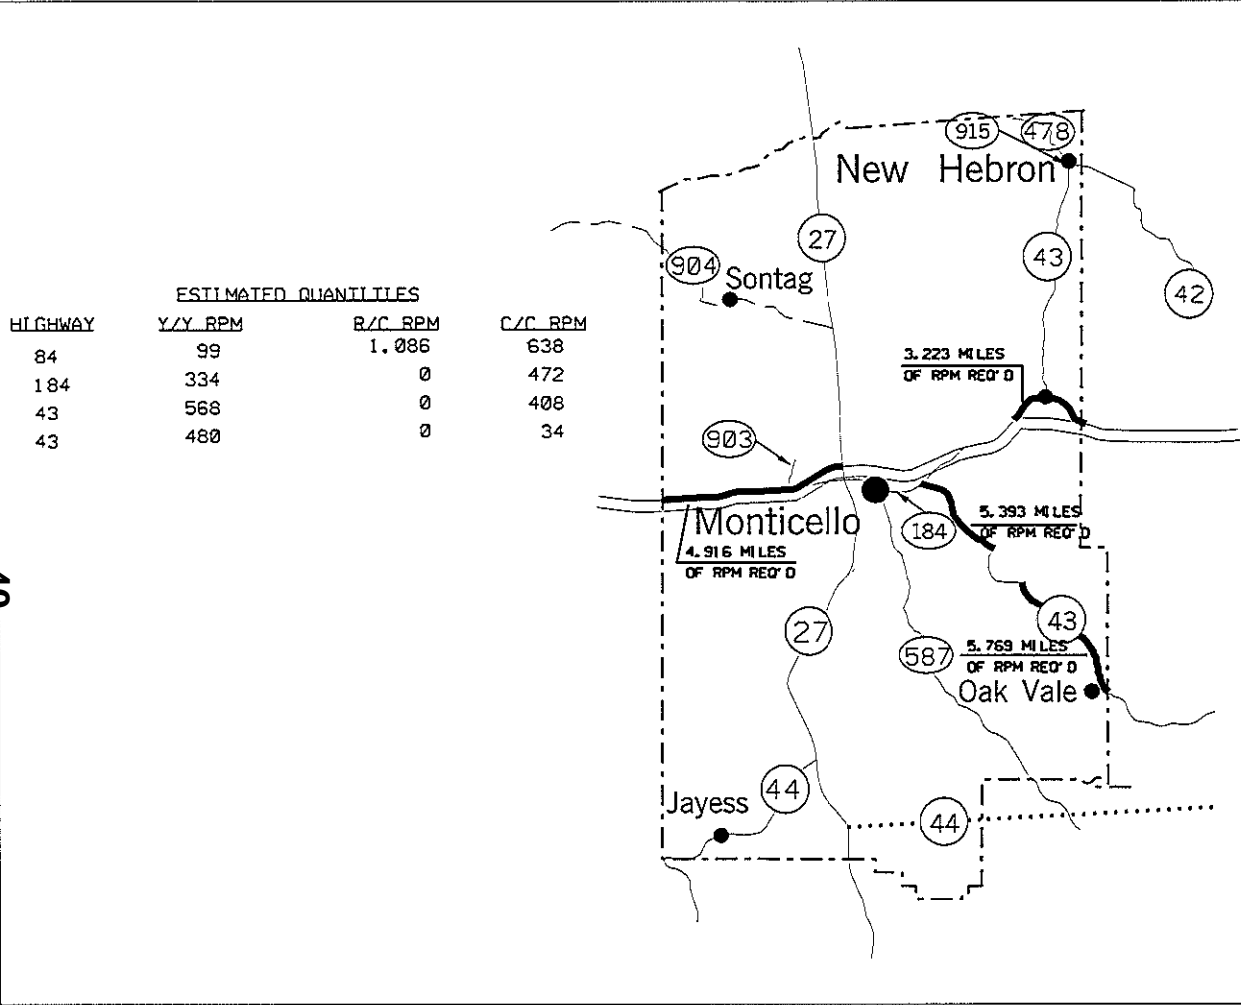 ESTIMATED QUANTITIES
HIGHWAY Y/Y RPM R/C RPM C/C RPM
84 99 1.086 638
184 334 0 472
43 568 0 408
43 480 0 34
915
478
New Hebron
27
43
904
Sontag
42
3.223 MILES
OF RPM REQ'D
903
Monticello
184
5.393 MILES
OF RPM REQ'D
4.916 MILES
OF RPM REQ'D
27
43
587
5.769 MILES
OF RPM REQ'D
Oak Vale
44
Jayess
44